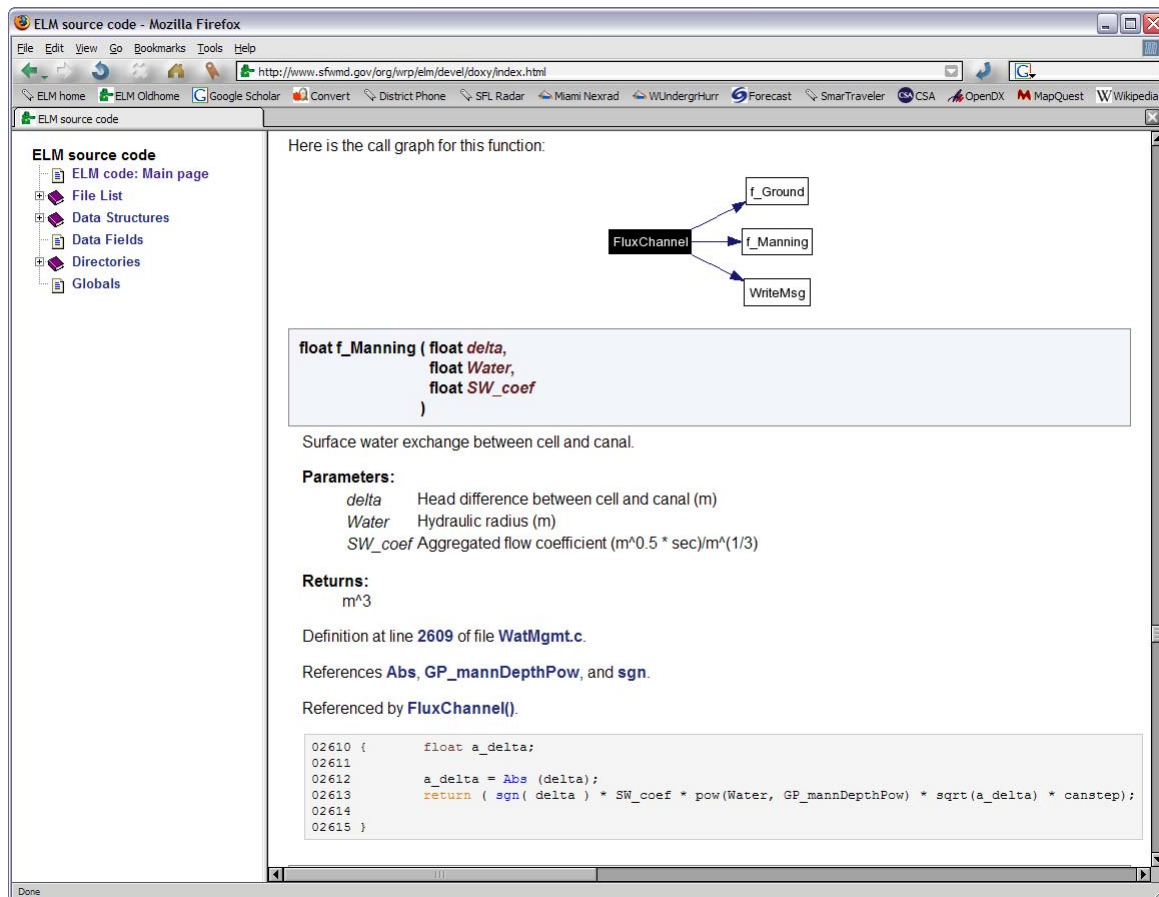 ELM source code - Mozilla Firefox
File Edit View Go Bookmarks Tools Help
http://www.sfwmd.gov/org/wrp/elm/devel/doxy/index.html
ELM home ELM Oldhome Google Scholar Convert District Phone SFL Radar Miami Nexrad WUndergrHurr Forecast SmarTraveler CSA OpenDX MapQuest Wikipedia
ELM source code
ELM source code
ELM code: Main page
File List
Data Structures
Data Fields
Directories
Globals
Here is the call graph for this function:
f_Ground
FluxChannel
f_Manning
WriteMsg
float f_Manning ( float delta,
float Water,
float SW_coef
)
Surface water exchange between cell and canal.
Parameters:
delta Head difference between cell and canal (m)
Water Hydraulic radius (m)
SW_coef Aggregated flow coefficient (m^0.5 * sec)/m^(1/3)
Returns:
m^3
Definition at line 2609 of file WatMgmt.c.
References Abs, GP_mannDepthPow, and sgn.
Referenced by FluxChannel().
02610 { float a_delta;
02611
02612 a_delta = Abs (delta);
02613 return ( sgn( delta ) * SW_coef * pow(Water, GP_mannDepthPow) * sqrt(a_delta) * canstep);
02614
02615 }
Done